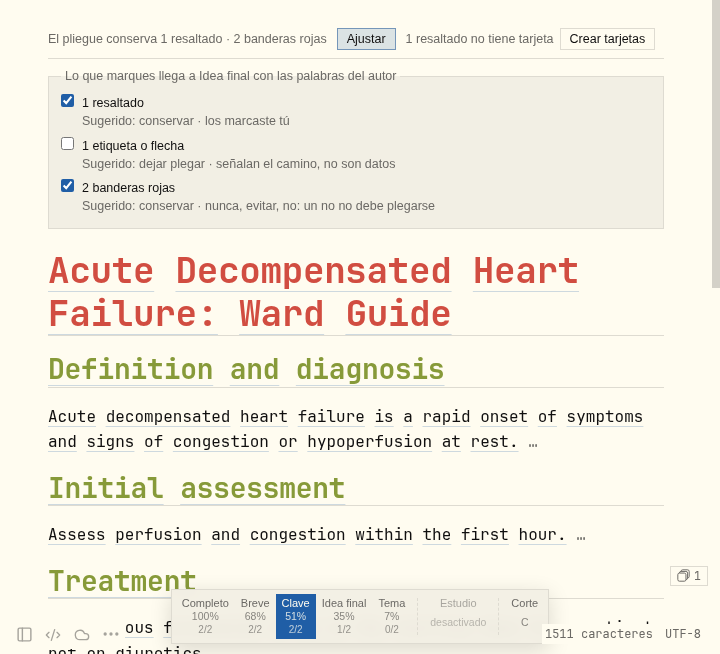 El pliegue conserva 1 resaltado · 2 banderas rojas Ajustar 1 resaltado no tiene tarjeta Crear tarjetas
Lo que marques llega a Idea final con las palabras del autor
1 resaltado
Sugerido: conservar · los marcaste tú
1 etiqueta o flecha
Sugerido: dejar plegar · señalan el camino, no son datos
2 banderas rojas
Sugerido: conservar · nunca, evitar, no: un no no debe plegarse
Acute Decompensated Heart
Failure: Ward Guide
Definition and diagnosis
Acute decompensated heart failure is a rapid onset of symptoms
and signs of congestion or hypoperfusion at rest. …
Initial assessment
Assess perfusion and congestion within the first hour. …
Treatment
1
Completo Breve Clave Idea final Tema Estudio Corte
100% 68% 51% 35% 7% desactivado C
2/2 2/2 2/2 1/2 0/2
ous
1511 caracteres UTF-8
not on diuretics